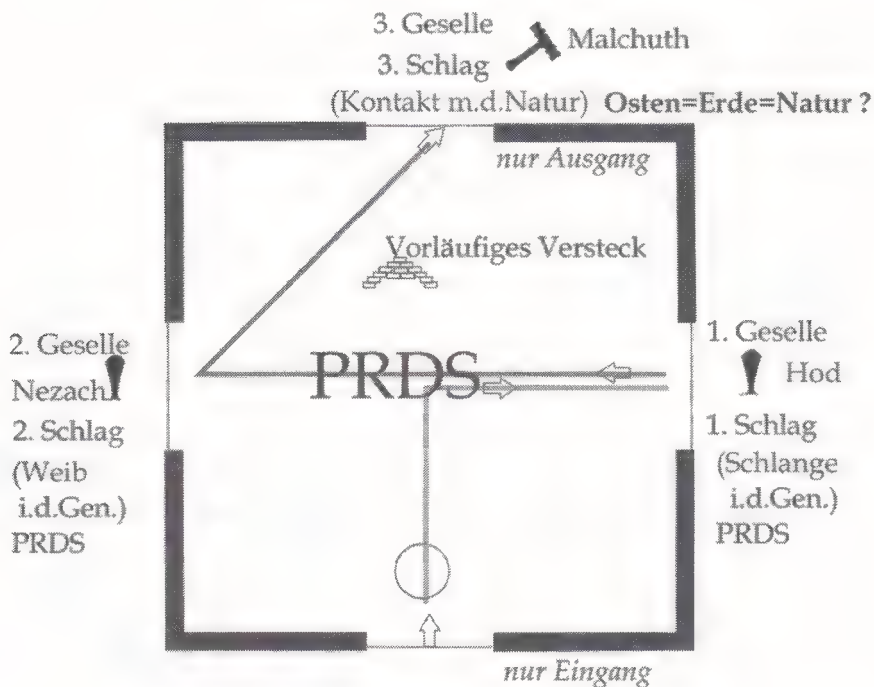 3. Geselle
Malchuth
3. Schlag
(Kontakt m.d.Natur) Osten=Erde=Natur ?
nur Ausgang
Vorläufiges Versteck
2. Geselle
Nezach
2. Schlag
(Weib
i.d.Gen.)
PRDS
PRDS
1. Geselle
Hod
1. Schlag
(Schlange
i.d.Gen.)
PRDS
nur Eingang